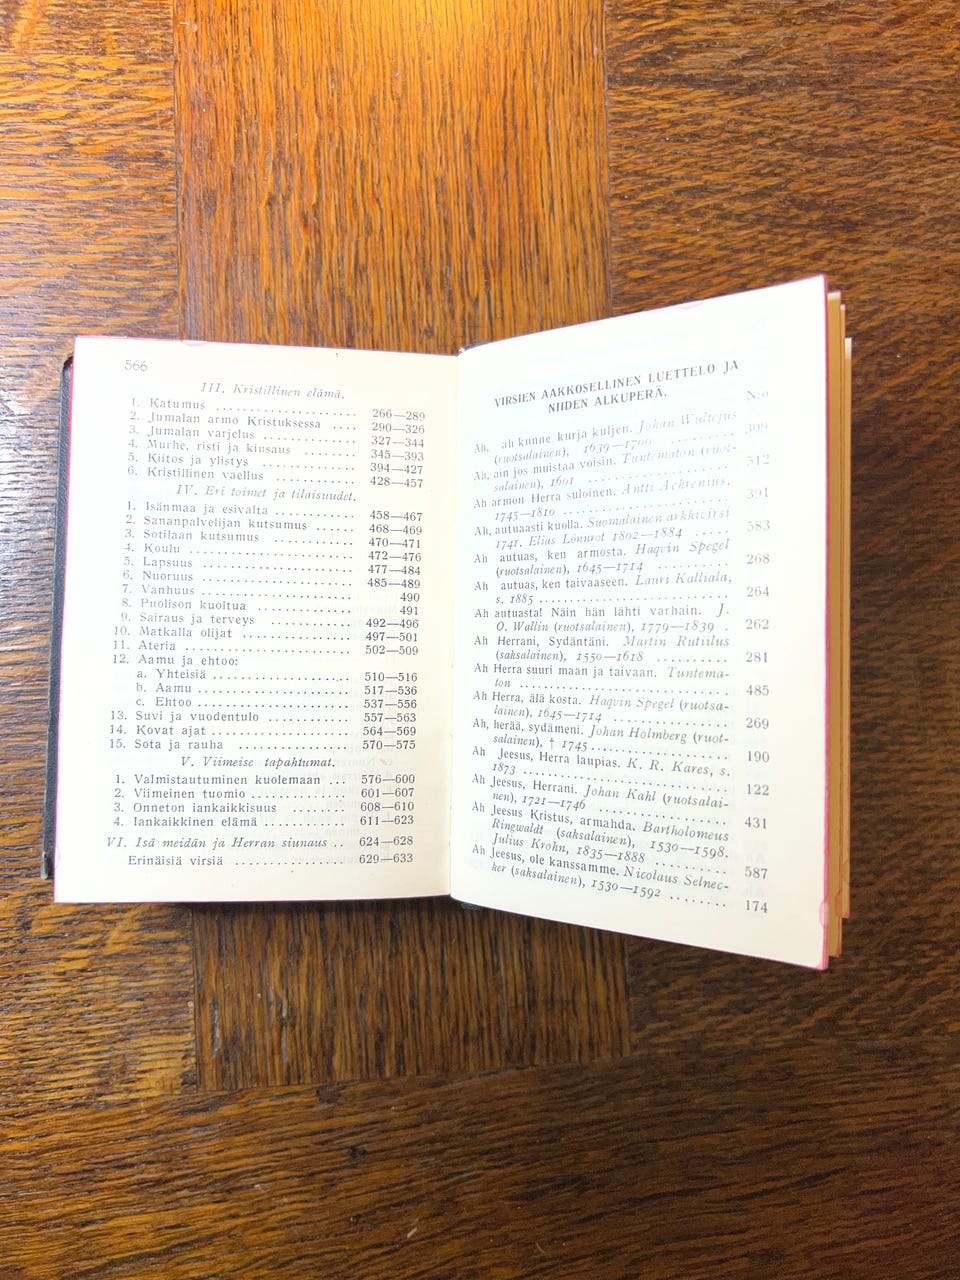 566
III. Kristillinen elämä.
1. Katumus .................... 266—289
2. Jumalan armo Kristuksessa .... 290—326
3. Jumalan varjelus ............. 327—344
4. Murhe, risti ja kiusaus ......... 345—393
5. Kiitos ja ylistys .............. 394—427
6. Kristillinen vaellus ............ 428—457
IV. Eri toimet ja tilaisuudet.
1. Isänmaa ja esivalta ............ 458—467
2. Sananpalvelijan kutsumus ...... 468—469
3. Sotilaan kutsumus ............. 470—471
4. Koulu ........................ 472—476
5. Lapsuus ...................... 477—484
6. Nuoruus ...................... 485—489
7. Vanhuus ...................... 490
8. Puolison kuoltua .............. 491
9. Sairaus ja terveys ............ 492—496
10. Matkalla olijat ................ 497—501
11. Ateria ........................ 502—509
12. Aamu ja ehtoo:
a. Yhteisiä .................... 510—516
b. Aamu ...................... 517—536
c. Ehtoo ...................... 537—556
13. Suvi ja vuodentulo ............ 557—563
14. Kovat ajat .................... 564—569
15. Sota ja rauha ................ 570—575
V. Viimeise tapahtumat.
1. Valmistautuminen kuolemaan ... 576—600
2. Viimeinen tuomio .............. 601—607
3. Onneton iankaikkisuus ........ 608—610
4. Iankaikkinen elämä ............ 611—623
VI. Isä meidän ja Herran siunaus .. 624—628
Erinäisiä virsiä .................. 629—633
VIRSIEN AAKKOSELLINEN LUETTELO JA
NIIDEN ALKUPERÄ.
N:o
Ah, ah kunne kurja kuljen. Johan
(ruotsalainen), 1639—1700 .......... 309
Ah, ain jos muistaa voisin. Tuntematon (ruot-
salainen), 1601 .................... 512
Ah armon Herra suloinen. Antti Achrenius,
1745—1810 ........................ 391
Ah, autuaasti kuolla. Suomalainen arkkivirsi
1741. Elias Lönnrot 1802—1884 ..... 583
Ah autuas, ken armosta. Haqvin Spegel
(ruotsalainen), 1645—1714 .......... 268
Ah autuas, ken taivaaseen. Lauri Kalliala,
s. 1885 ............................ 264
Ah autuasta! Näin hän lähti varhain. J.
O. Wallin (ruotsalainen), 1779—1839 . 262
Ah Herrani, Sydäntäni. Martin Rutilius
(saksalainen), 1550—1618 .......... 281
Ah Herra suuri maan ja taivaan. Tuntema-
ton .............................. 485
Ah Herra, älä kosta. Haqvin Spegel (ruotsa-
lainen), 1645—1714 ................ 269
Ah, herää, sydämeni. Johan Holmberg (ruot-
salainen), † 1745 .................. 190
Ah Jeesus, Herra laupias. K. R. Kares, s.
1873 .............................. 122
Ah Jeesus, Herrani. Johan Kahl (ruotsalai-
nen), 1721—1746 .................. 431
Ah Jeesus Kristus, armahda. Bartholomeus
Ringwaldt (saksalainen), 1530—1598.
Julius Krohn, 1835—1888 .......... 587
Ah Jeesus, ole kanssamme. Nicolaus Selnec-
ker (saksalainen), 1530—1592 ........ 174